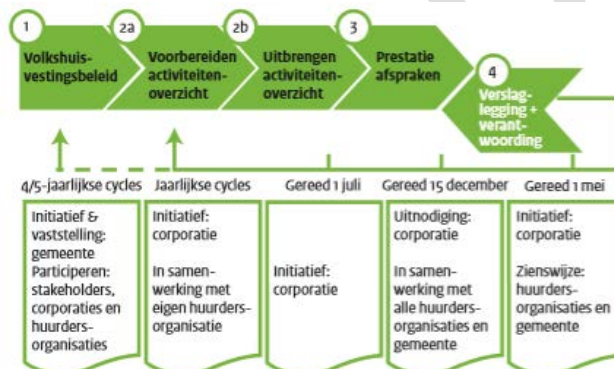 1
Volkshuis-
vestingsbeleid
2a
Voorbereiden
activiteiten-
overzicht
2b
Uitbrengen
activiteiten-
overzicht
3
Prestatie
afspraken
4
Verslag-
legging +
verant-
woording
4/5-jaarlijkse cycles
Initiatief &
vaststelling:
gemeente
Participeren:
stakeholders,
corporaties en
huurders-
organisaties
Jaarlijkse cycles
Initiatief:
corporatie
In samen-
werking met
eigen huurders-
organisatie
Gereed 1 juli
Initiatief:
corporatie
Gereed 15 december
Uitnodiging:
corporatie
In samen-
werking met
alle huurders-
organisaties en
gemeente
Gereed 1 mei
Initiatief:
corporatie
Zienswijze:
huurders-
organisaties en
gemeente